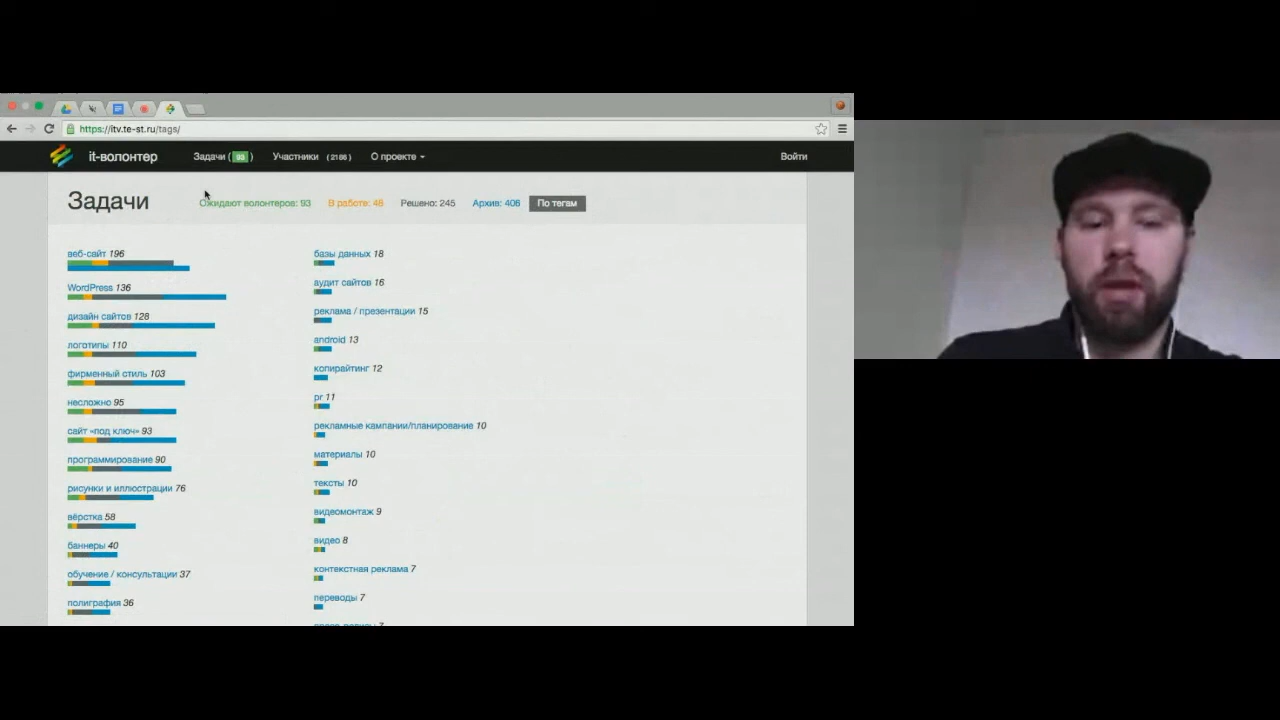 https://itv.te-st.ru/tags/
it-волонтер
Задачи (93)
Участники (2186)
О проекте
Войти
Задачи
Ожидают волонтеров: 93
В работе: 46
Решено: 245
Архив: 406
По тегам
веб-сайт 196
WordPress 136
дизайн сайтов 128
логотипы 110
фирменный стиль 103
несложно 95
сайт «под ключ» 93
программирование 90
рисунки и иллюстрации 76
вёрстка 58
баннеры 40
обучение / консультации 37
полиграфия 36
базы данных 18
аудит сайтов 16
реклама / презентации 15
android 13
копирайтинг 12
pr 11
рекламные кампании/планирование 10
материалы 10
тексты 10
видеомонтаж 9
видео 8
контекстная реклама 7
переводы 7